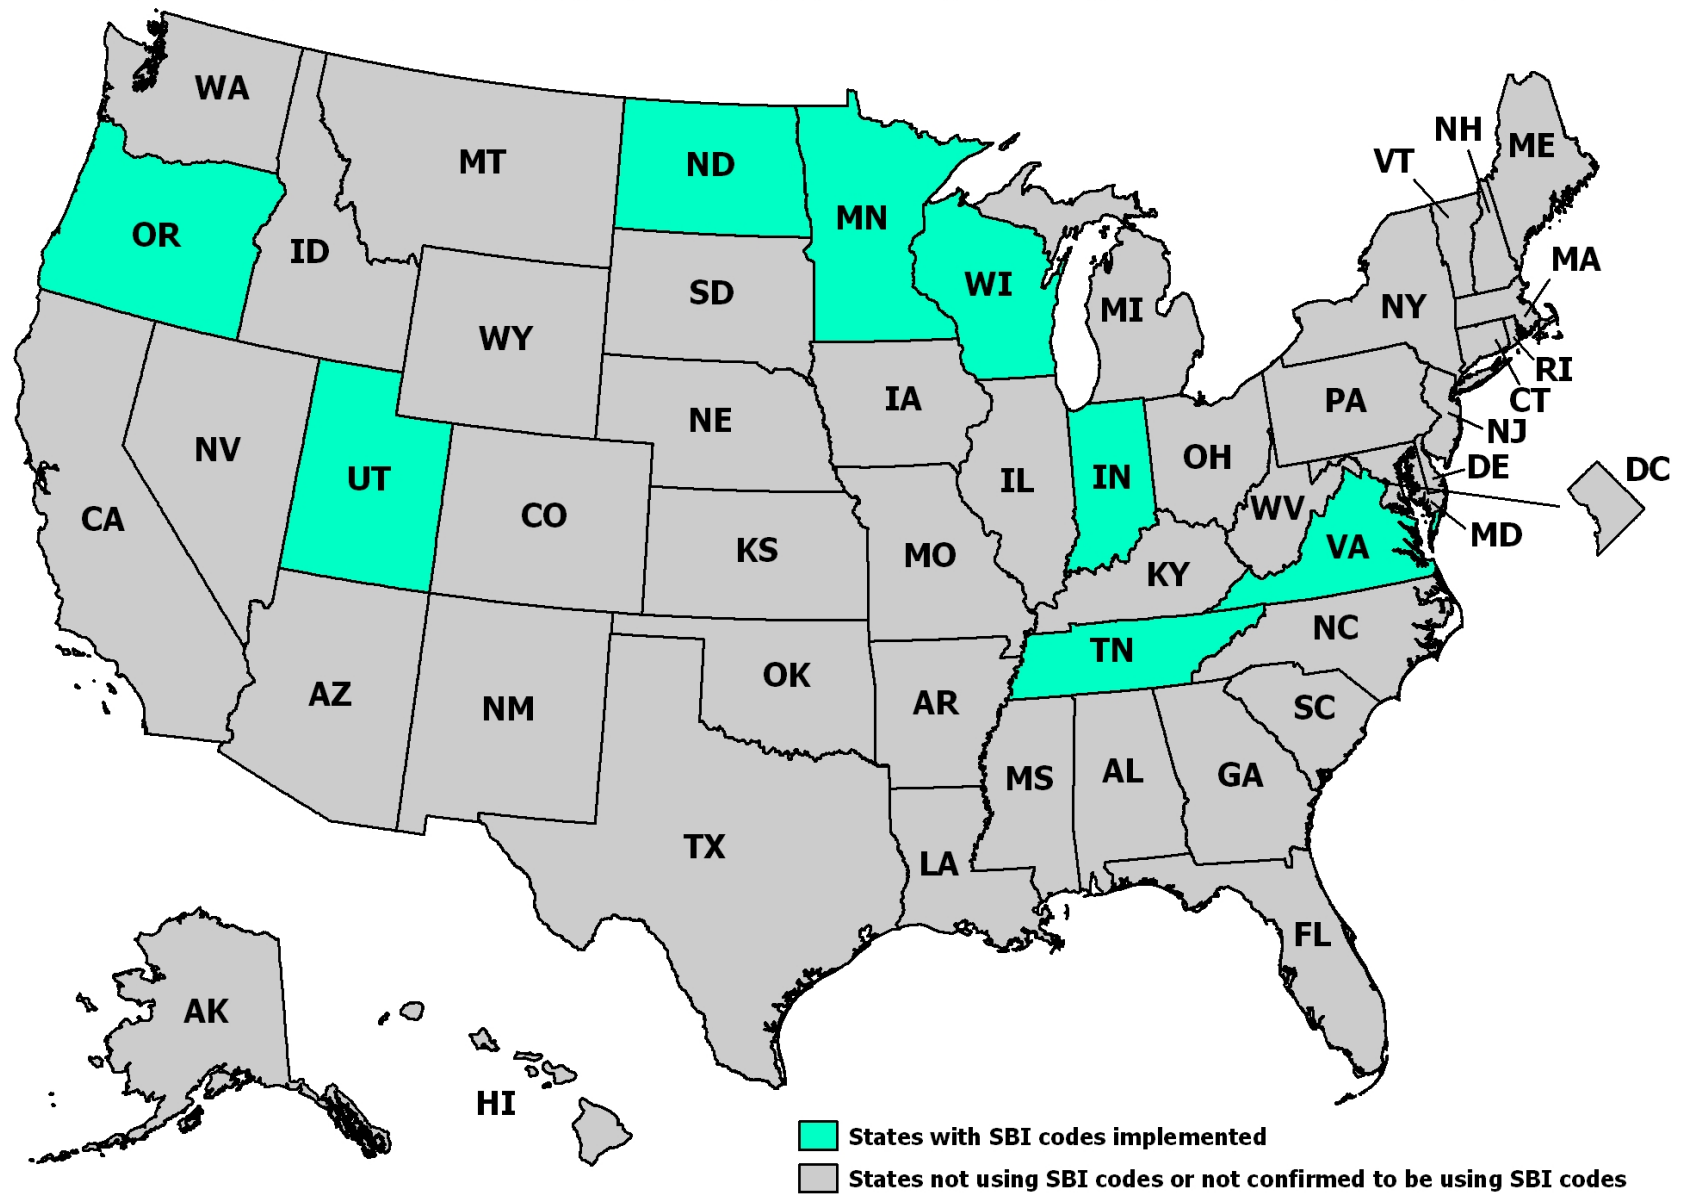 WA
MT
ND
MN
OR
ID
SD
WI
MI
NY
VT
NH
ME
MA
RI
CT
NJ
DE
DC
MD
WY
NE
IA
PA
NV
UT
CA
CO
KS
MO
IL
IN
OH
WV
VA
KY
NC
TN
SC
AZ
NM
OK
AR
MS
AL
GA
TX
LA
FL
AK
HI
States with SBI codes implemented
States not using SBI codes or not confirmed to be using SBI codes